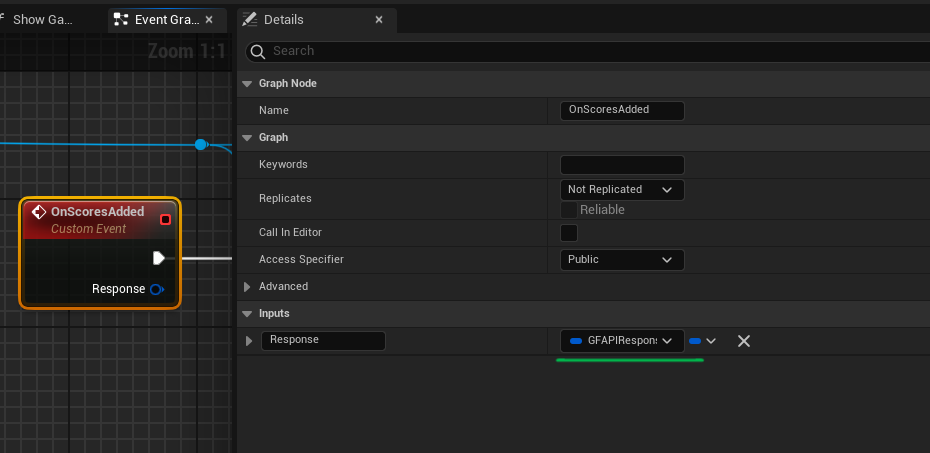 Show Ga...
Event Gra...
Details
Zoom 1:1
Search
Graph Node
Name
OnScoresAdded
Graph
Keywords
Replicates
Not Replicated
Reliable
Call In Editor
Access Specifier
Public
Advanced
Inputs
Response
GFAPIRespon
OnScoresAdded
Custom Event
Response